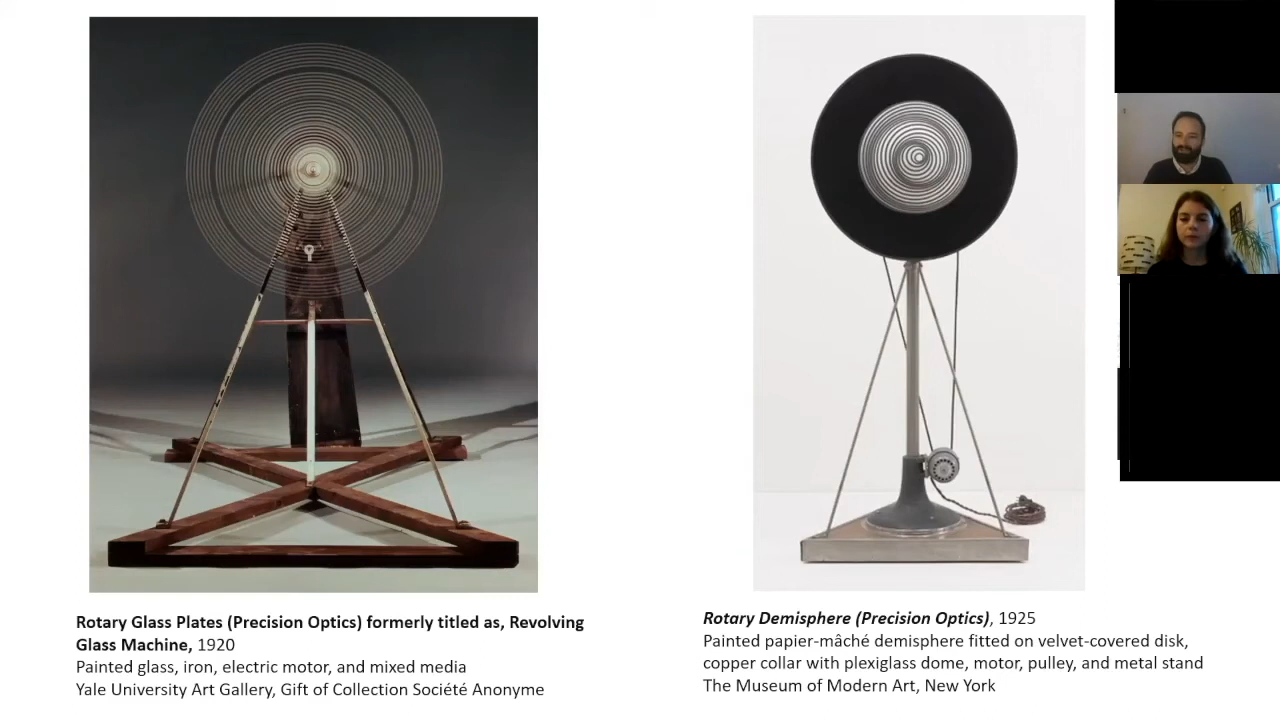 Rotary Glass Plates (Precision Optics) formerly titled as, Revolving
Glass Machine, 1920
Painted glass, iron, electric motor, and mixed media
Yale University Art Gallery, Gift of Collection Société Anonyme
Rotary Demisphere (Precision Optics), 1925
Painted papier-mâché demisphere fitted on velvet-covered disk,
copper collar with plexiglass dome, motor, pulley, and metal stand
The Museum of Modern Art, New York